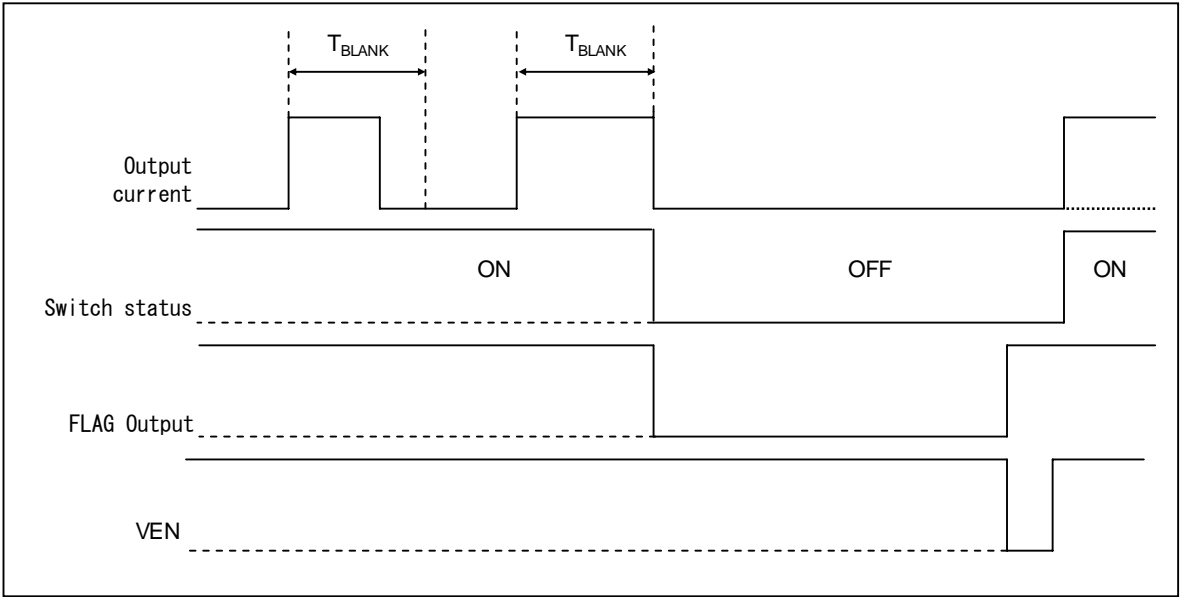 TBLANK TBLANK
Output
current
ON OFF ON
Switch status
FLAG Output
VEN